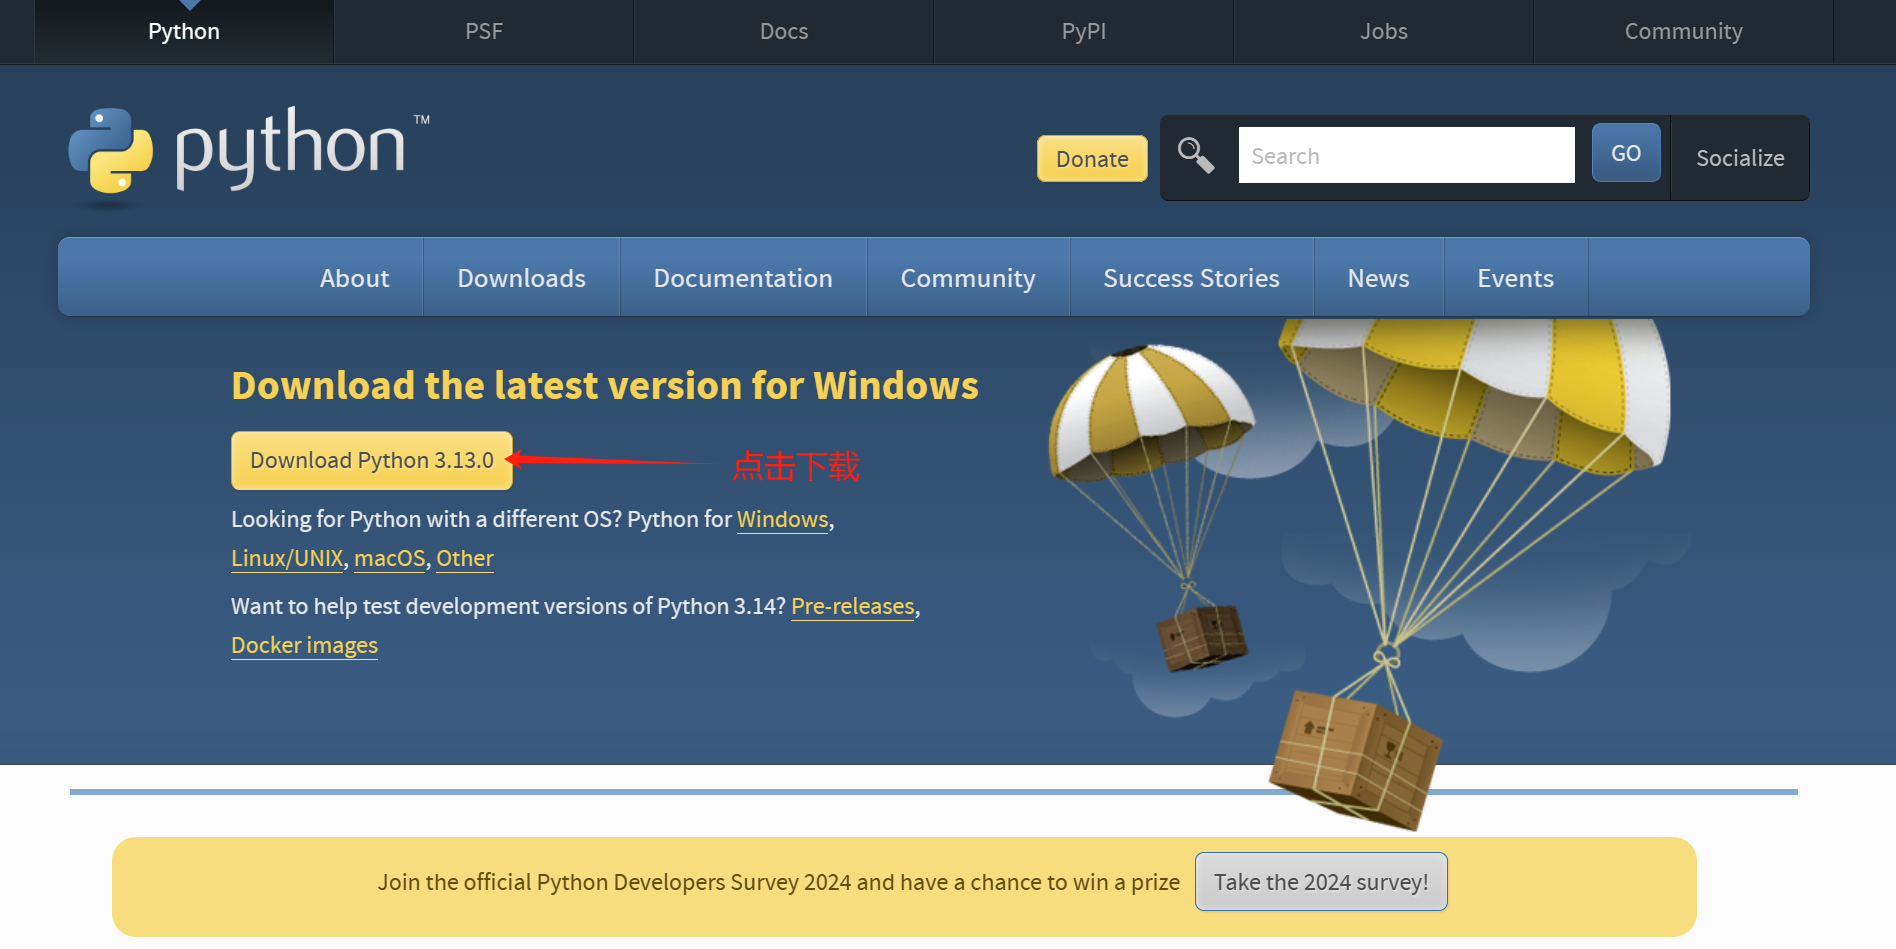 Python PSF Docs PyPI Jobs Community
python TM
Donate Search GO Socialize
About Downloads Documentation Community Success Stories News Events
Download the latest version for Windows
Download Python 3.13.0 点击下载
Looking for Python with a different OS? Python for Windows,
Linux/UNIX, macOS, Other
Want to help test development versions of Python 3.14? Pre-releases,
Docker images
Join the official Python Developers Survey 2024 and have a chance to win a prize Take the 2024 survey!